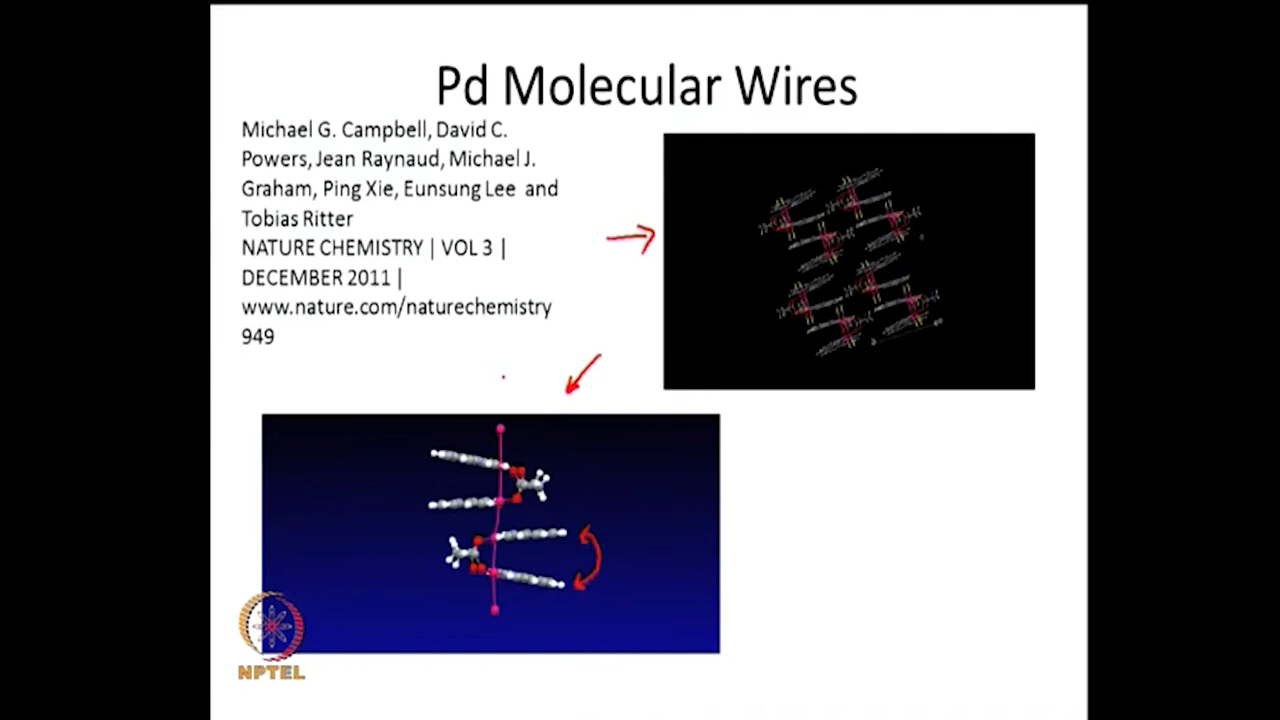 Pd Molecular Wires
Michael G. Campbell, David C.
Powers, Jean Raynaud, Michael J.
Graham, Ping Xie, Eunsung Lee and
Tobias Ritter
NATURE CHEMISTRY | VOL 3 |
DECEMBER 2011 |
www.nature.com/naturechemistry
949
NPTEL